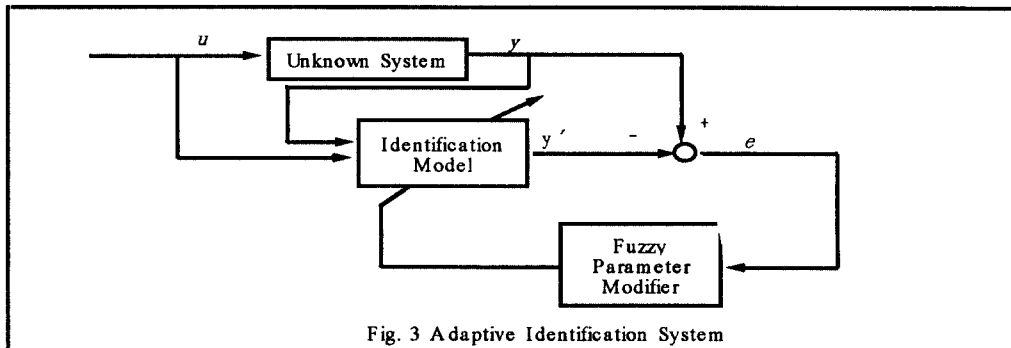 u
Unknown System
y
Identification
Model
y ′
-
+
e
Fuzzy
Parameter
Modifier
Fig. 3 Adaptive Identification System